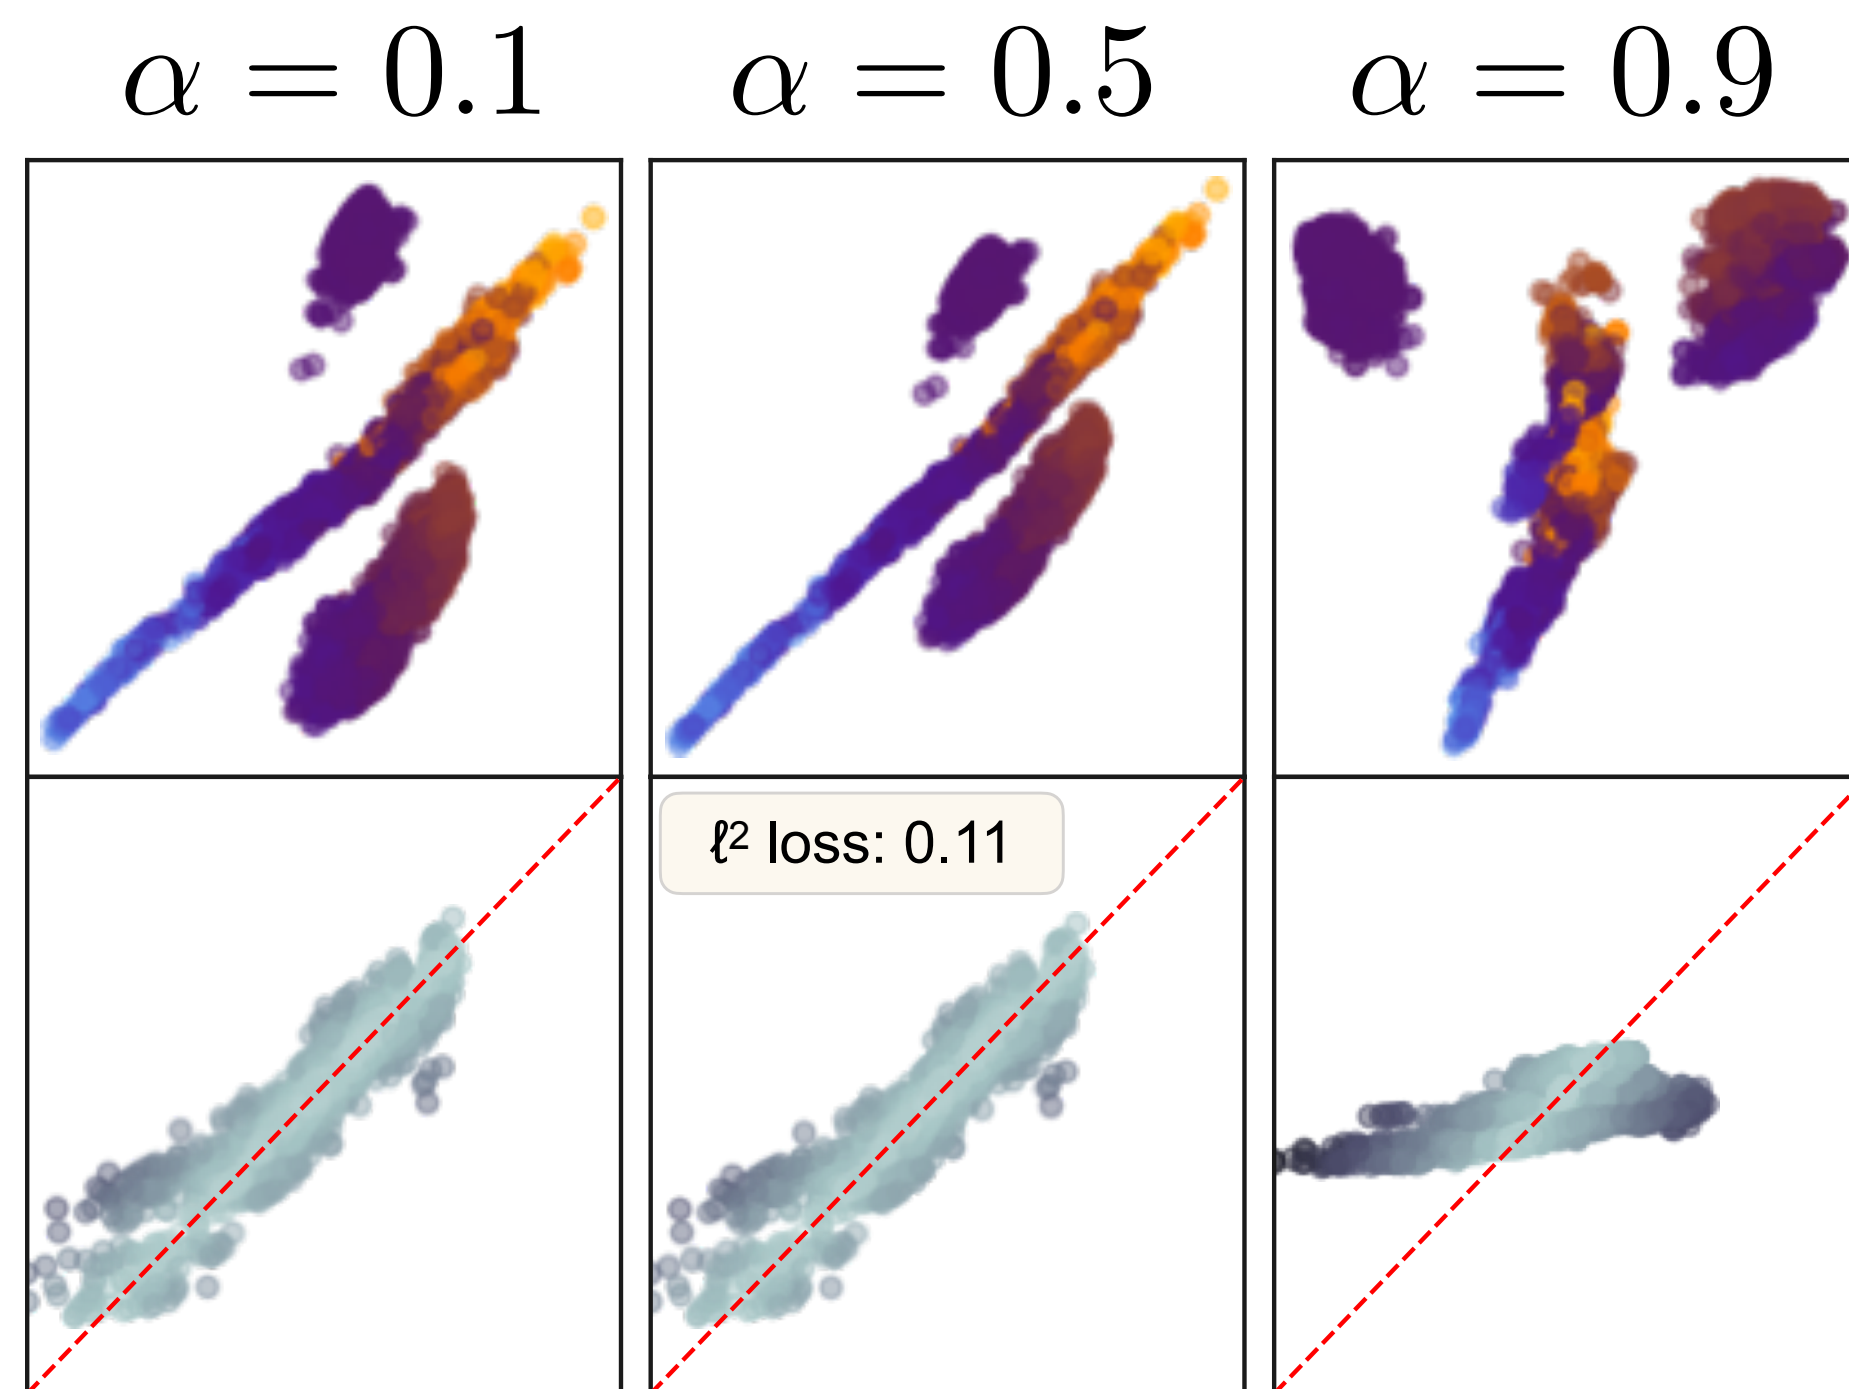 α = 0.1
α = 0.5
α = 0.9
ℓ² loss: 0.11